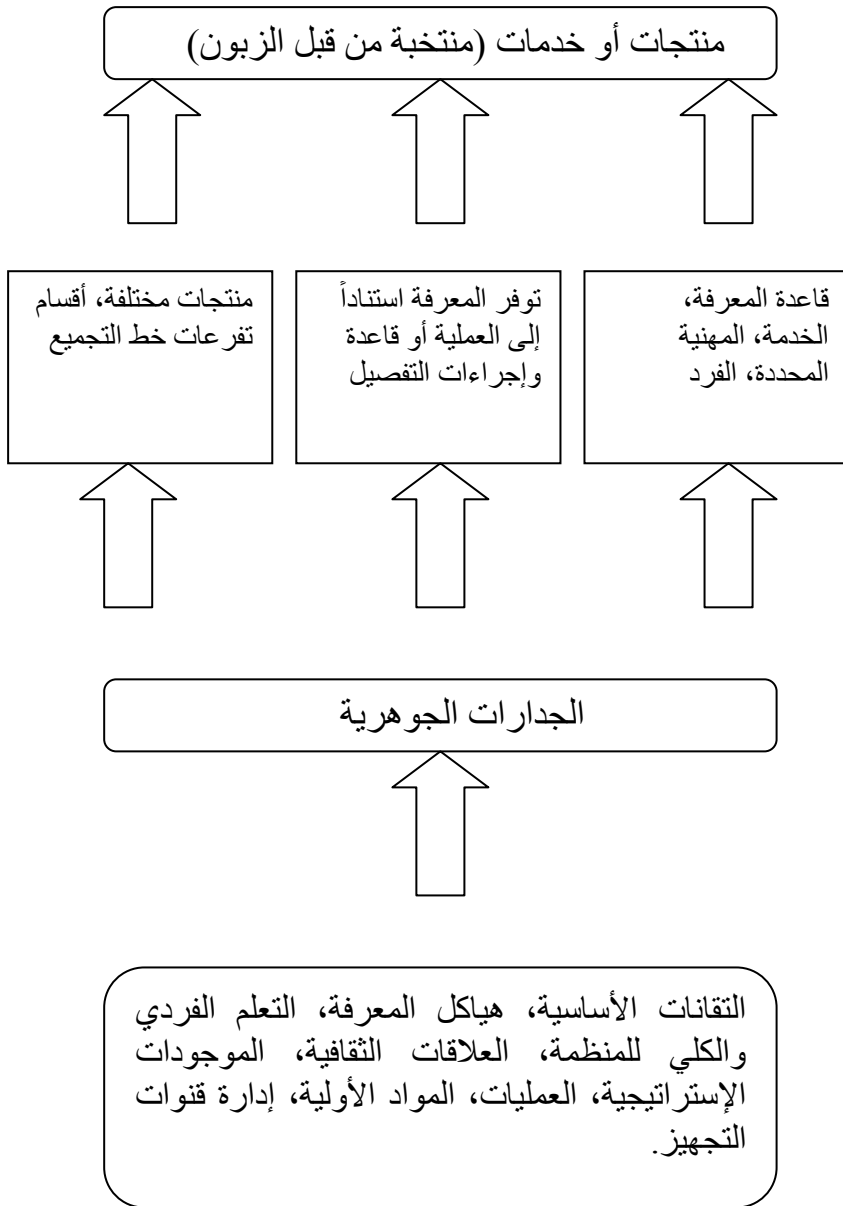 منتجات أو خدمات (منتخبة من قبل الزبون)
قاعدة المعرفة،
الخدمة، المهنية
المحددة، الفرد
توفر المعرفة استناداً
إلى العملية أو قاعدة
وإجراءات التفصيل
منتجات مختلفة، أقسام
تفرعات خط التجميع
الجدارات الجوهرية
التقانات الأساسية، هياكل المعرفة، التعلم الفردي
والكلي للمنظمة، العلاقات الثقافية، الموجودات
الإستراتيجية، العمليات، المواد الأولية، إدارة قنوات
التجهيز.